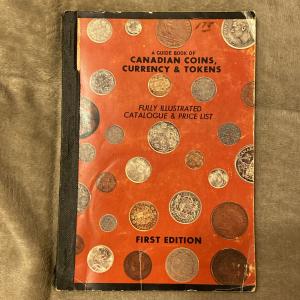 A GUIDE BOOK OF
CANADIAN COINS,
CURRENCY & TOKENS
FULLY ILLUSTRATED
CATALOGUE & PRICE LIST
FIRST EDITION